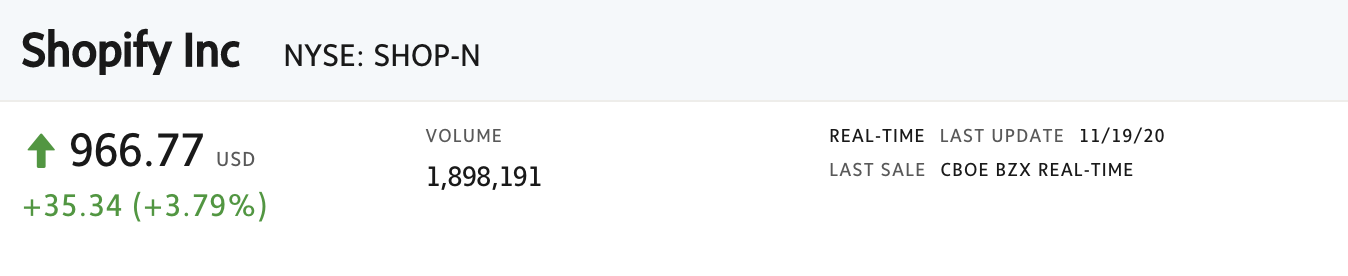 Shopify Inc NYSE: SHOP-N
966.77 USD
+35.34 (+3.79%)
VOLUME
1,898,191
REAL-TIME LAST UPDATE 11/19/20
LAST SALE CBOE BZX REAL-TIME